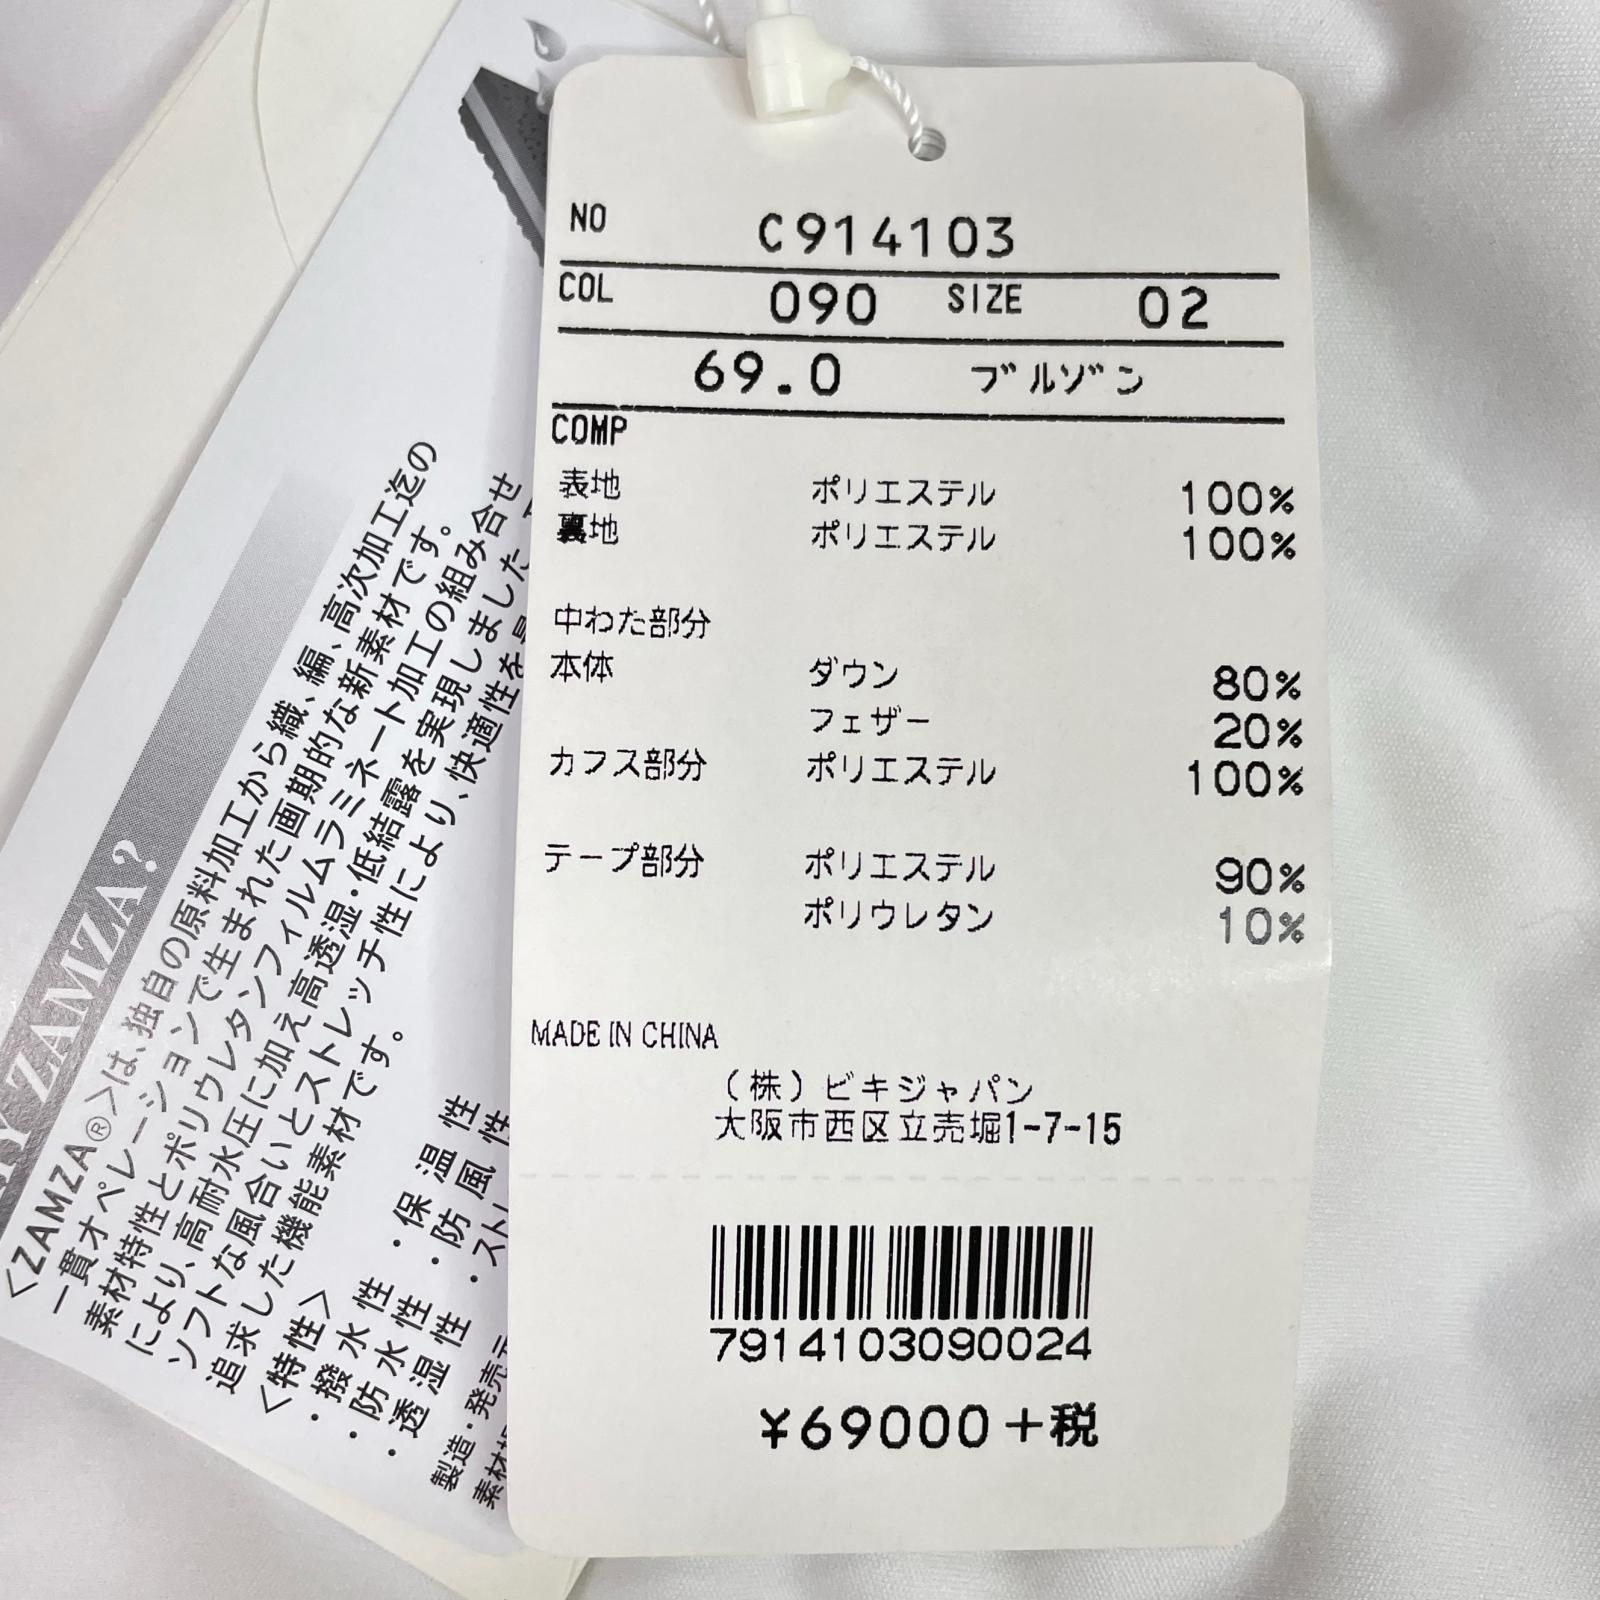 NO C914103
COL 090 SIZE 02
69.0 ブルゾン
COMP
表地 ポリエステル 100%
裏地 ポリエステル 100%
中わた部分
本体 ダウン 80%
フェザー 20%
カフス部分 ポリエステル 100%
テープ部分 ポリエステル 90%
ポリウレタン 10%
MADE IN CHINA
(株)ビキジャパン
大阪市西区立売堀1-7-15
7914103090024
¥69000+税
ZAMZA?
<ZAMZA®>は、独自の原料加工から織、編、高次加工迄の
一貫オペレーションで生まれた画期的な新素材です。
素材特性とポリウレタンフィルムラミネート加工の組み合せ
により、高耐水圧に加え高透湿・低結露を実現しました
ソフトな風合いとストレッチ性により、快適性を
追求した機能素材です。
<特性>
・撥水性 ・保温性
・防水性 ・防風性
・透湿性 ・スト
製造・発売元
素材